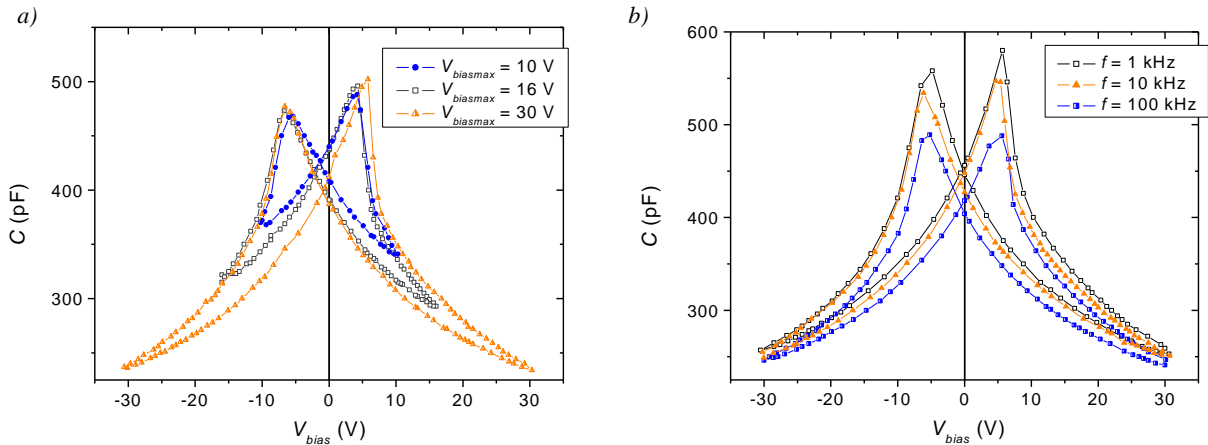 a)
500
400
300
C (pF)
-30 -20 -10 0 10 20 30
V_bias (V)
V_biasmax = 10 V
V_biasmax = 16 V
V_biasmax = 30 V
b)
600
500
400
300
C (pF)
-30 -20 -10 0 10 20 30
V_bias (V)
f = 1 kHz
f = 10 kHz
f = 100 kHz